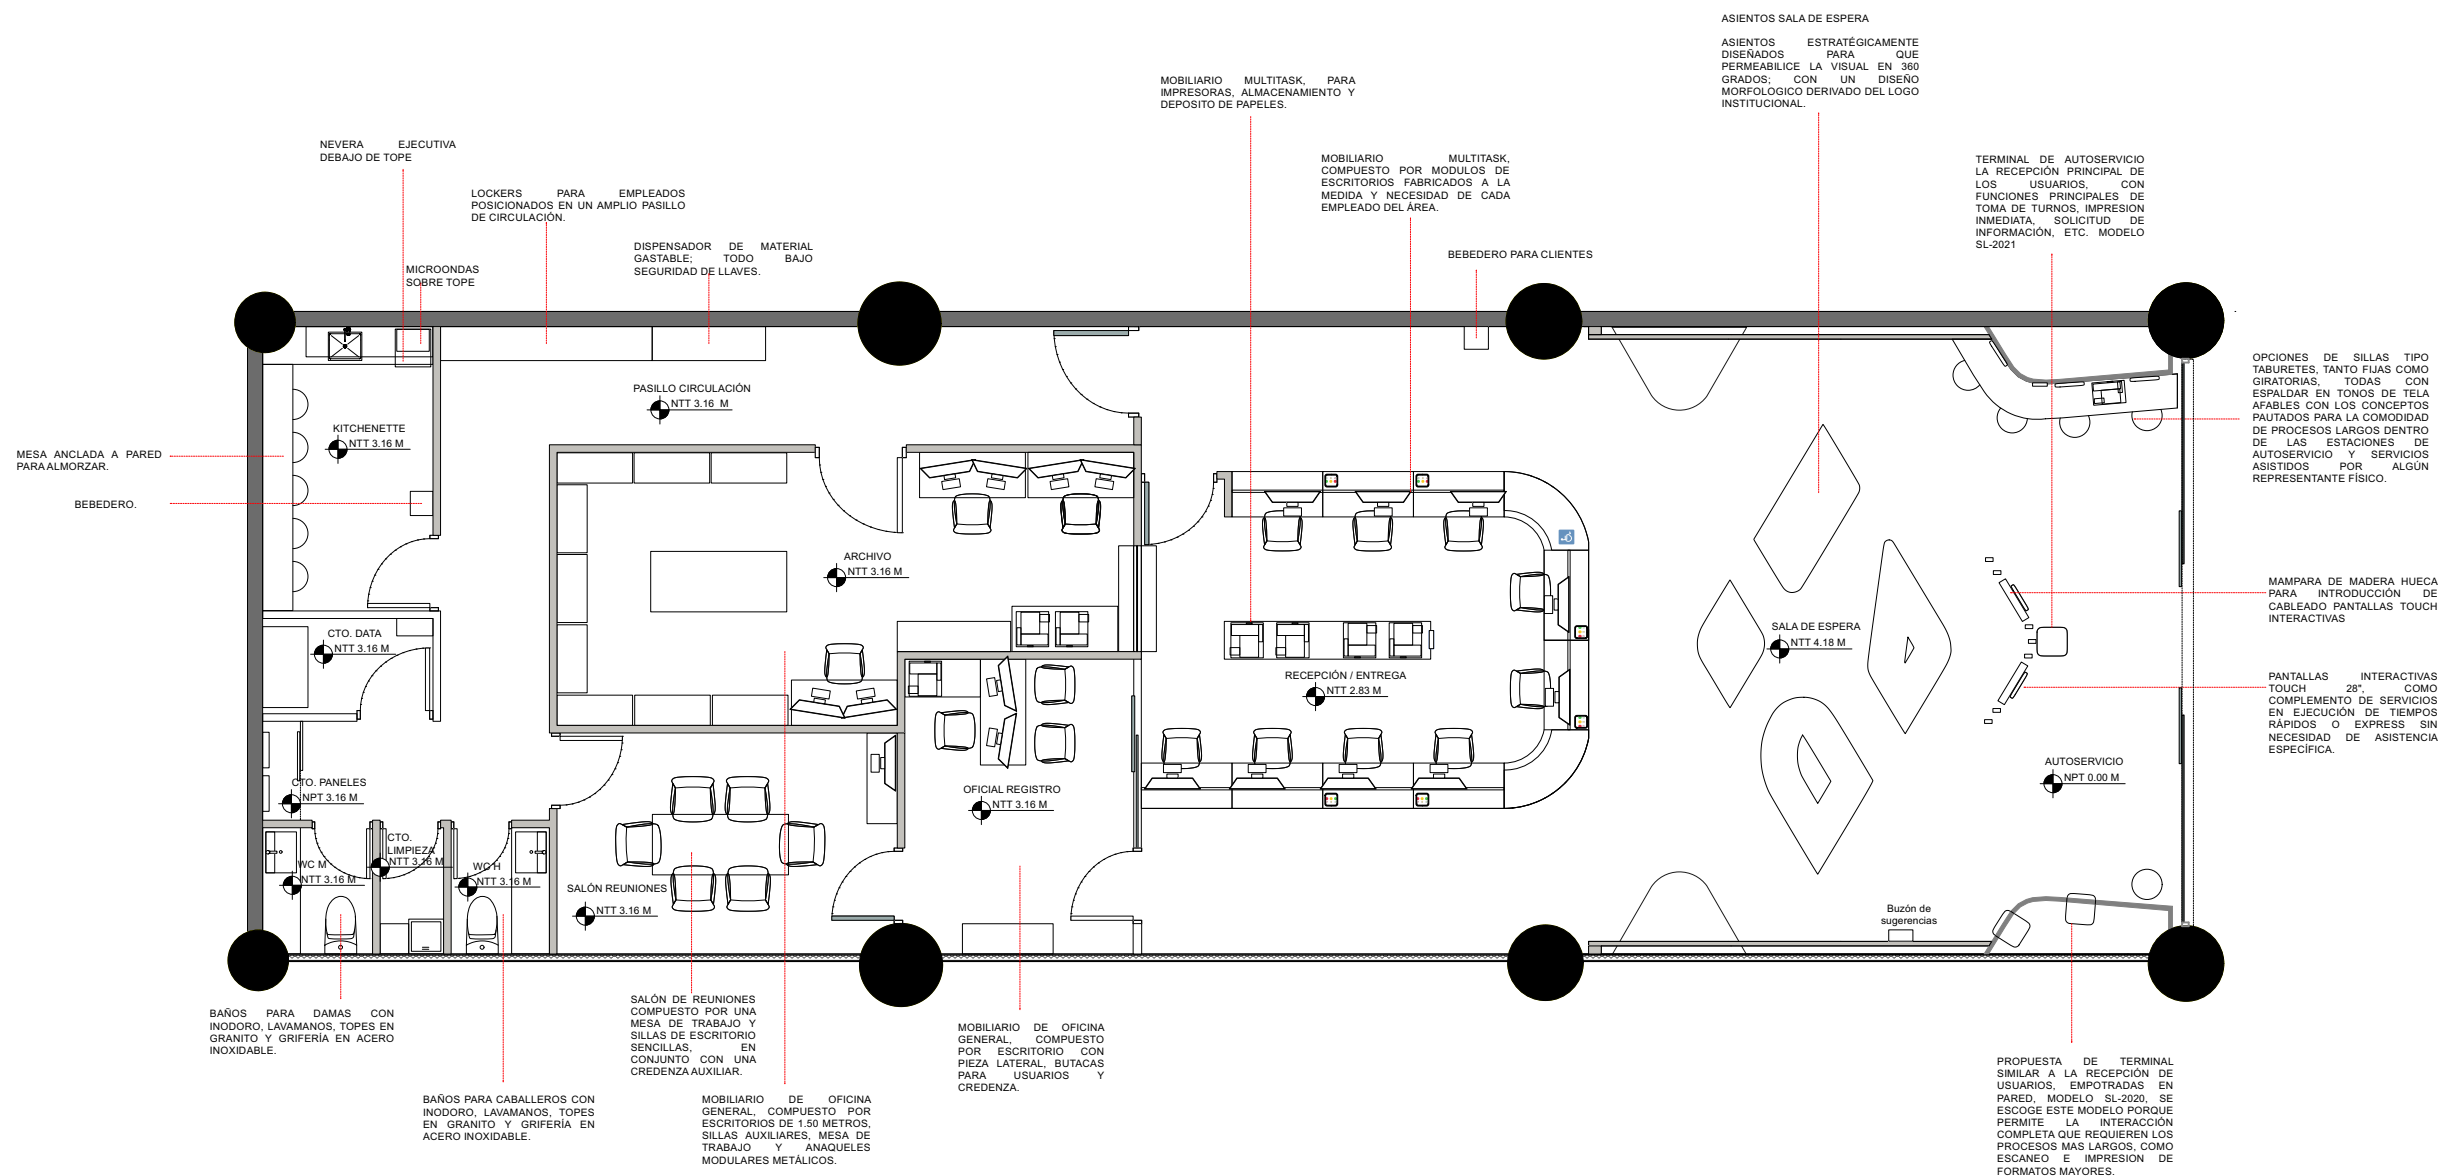 ASIENTOS SALA DE ESPERA
ASIENTOS ESTRATÉGICAMENTE
DISEÑADOS PARA QUE
PERMEABILICE LA VISUAL EN 360
GRADOS; CON UN DISEÑO
MORFOLOGICO DERIVADO DEL LOGO
INSTITUCIONAL.
MOBILIARIO MULTITASK, PARA
IMPRESORAS, ALMACENAMIENTO Y
DEPOSITO DE PAPELES.
NEVERA EJECUTIVA
DEBAJO DE TOPE
MOBILIARIO MULTITASK,
COMPUESTO POR MODULOS DE
ESCRITORIOS FABRICADOS A LA
MEDIDA Y NECESIDAD DE CADA
EMPLEADO DEL ÁREA.
TERMINAL DE AUTOSERVICIO
LA RECEPCIÓN PRINCIPAL DE
LOS USUARIOS, CON
FUNCIONES PRINCIPALES DE
TOMA DE TURNOS, IMPRESION
INMEDIATA, SOLICITUD DE
INFORMACIÓN, ETC. MODELO
SL-2021
LOCKERS PARA EMPLEADOS
POSICIONADOS EN UN AMPLIO PASILLO
DE CIRCULACIÓN.
DISPENSADOR DE MATERIAL
GASTABLE; TODO BAJO
SEGURIDAD DE LLAVES.
BEBEDERO PARA CLIENTES
MICROONDAS
SOBRE TOPE
OPCIONES DE SILLAS TIPO
TABURETES, TANTO FIJAS COMO
GIRATORIAS, TODAS CON
ESPALDAR EN TONOS DE TELA
AFABLES CON LOS CONCEPTOS
PAUTADOS PARA LA COMODIDAD
DE PROCESOS LARGOS DENTRO
DE LAS ESTACIONES DE
AUTOSERVICIO Y SERVICIOS
ASISTIDOS POR ALGÚN
REPRESENTANTE FÍSICO.
PASILLO CIRCULACIÓN
NTT 3.16 M
KITCHENETTE
NTT 3.16 M
MESA ANCLADA A PARED
PARA ALMORZAR.
BEBEDERO.
ARCHIVO
NTT 3.16 M
MAMPARA DE MADERA HUECA
PARA INTRODUCCIÓN DE
CABLEADO PANTALLAS TOUCH
INTERACTIVAS
CTO. DATA
NTT 3.16 M
SALA DE ESPERA
NTT 4.18 M
RECEPCIÓN / ENTREGA
NTT 2.83 M
PANTALLAS INTERACTIVAS
TOUCH 28", COMO
COMPLEMENTO DE SERVICIOS
EN EJECUCIÓN DE TIEMPOS
RÁPIDOS O EXPRESS SIN
NECESIDAD DE ASISTENCIA
ESPECÍFICA.
AUTOSERVICIO
NPT 0.00 M
CTO. PANELES
NPT 3.16 M
OFICIAL REGISTRO
NTT 3.16 M
CTO.
LIMPIEZA
NTT 3.16 M
WC M
NTT 3.16 M
WC H
NTT 3.16 M
SALÓN REUNIONES
NTT 3.16 M
Buzón de
sugerencias
BAÑOS PARA DAMAS CON
INODORO, LAVAMANOS, TOPES EN
GRANITO Y GRIFERÍA EN ACERO
INOXIDABLE.
SALÓN DE REUNIONES
COMPUESTO POR UNA
MESA DE TRABAJO Y
SILLAS DE ESCRITORIO
SENCILLAS, EN
CONJUNTO CON UNA
CREDENZA AUXILIAR.
MOBILIARIO DE OFICINA
GENERAL, COMPUESTO
POR ESCRITORIO CON
PIEZA LATERAL, BUTACAS
PARA USUARIOS Y
CREDENZA.
BAÑOS PARA CABALLEROS CON
INODORO, LAVAMANOS, TOPES
EN GRANITO Y GRIFERÍA EN
ACERO INOXIDABLE.
MOBILIARIO DE OFICINA
GENERAL, COMPUESTO POR
ESCRITORIOS DE 1.50 METROS,
SILLAS AUXILIARES, MESA DE
TRABAJO Y ANAQUELES
MODULARES METÁLICOS.
PROPUESTA DE TERMINAL
SIMILAR A LA RECEPCIÓN DE
USUARIOS, EMPOTRADAS EN
PARED, MODELO SL-2020, SE
ESCOGE ESTE MODELO PORQUE
PERMITE LA INTERACCIÓN
COMPLETA QUE REQUIEREN LOS
PROCESOS MAS LARGOS, COMO
ESCANEO E IMPRESION DE
FORMATOS MAYORES.